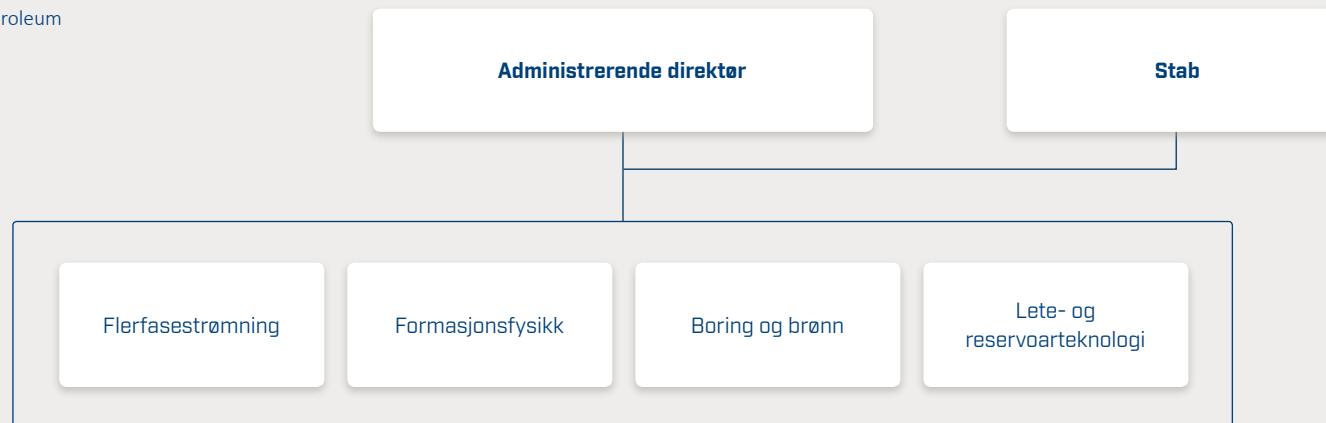 roleum
Administrerende direktør
Stab
Flerfasestrømning
Formasjonsfysikk
Boring og brønn
Lete- og
reservoarteknologi